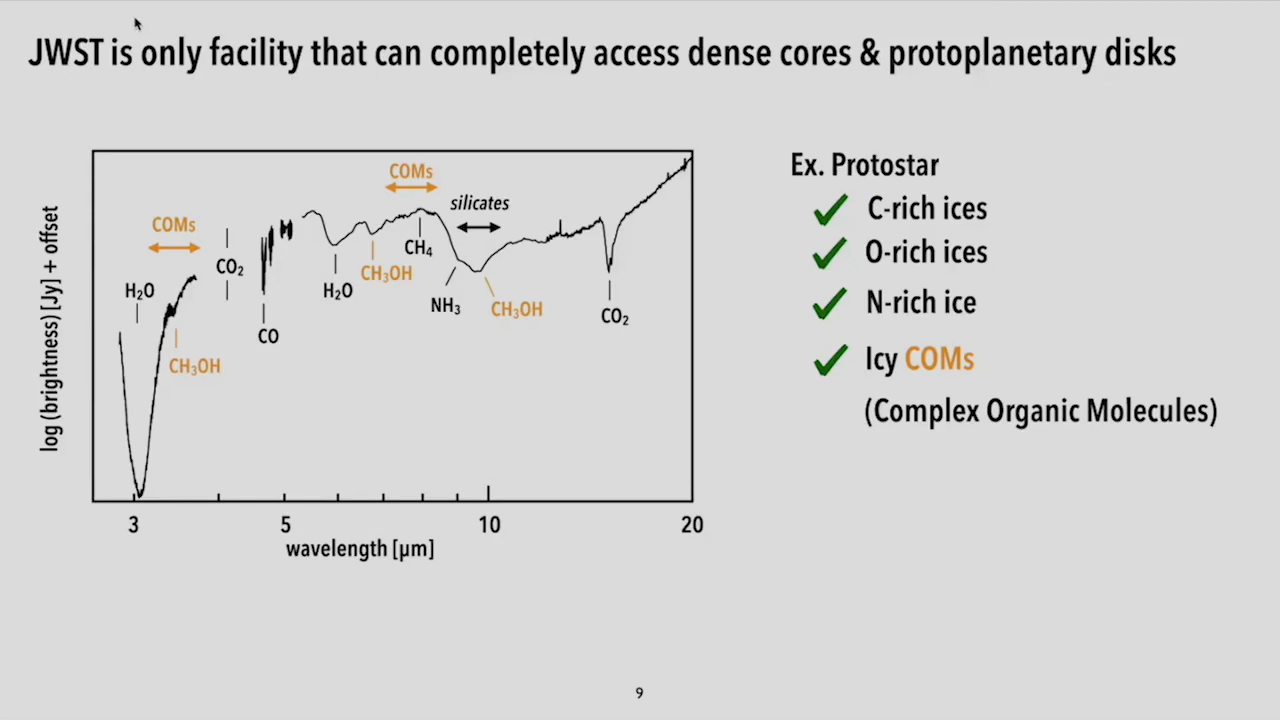 JWST is only facility that can completely access dense cores & protoplanetary disks
log (brightness) [Jy] + offset
COMs
COMs
silicates
H₂O
CO₂
CH₃OH
CO
H₂O
CH₃OH
CH₄
NH₃
CH₃OH
CO₂
3
5
10
20
wavelength [µm]
Ex. Protostar
C-rich ices
O-rich ices
N-rich ice
Icy COMs
(Complex Organic Molecules)
9